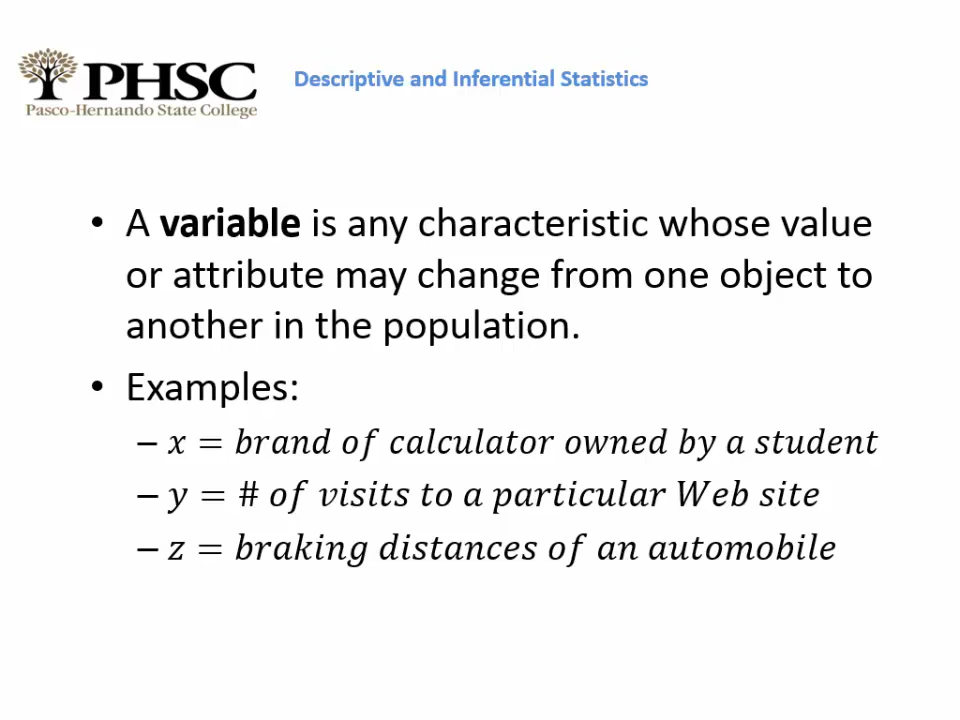 PHSC
Pasco-Hernando State College
Descriptive and Inferential Statistics
• A variable is any characteristic whose value
or attribute may change from one object to
another in the population.
• Examples:
– x = brand of calculator owned by a student
– y = # of visits to a particular Web site
– z = braking distances of an automobile